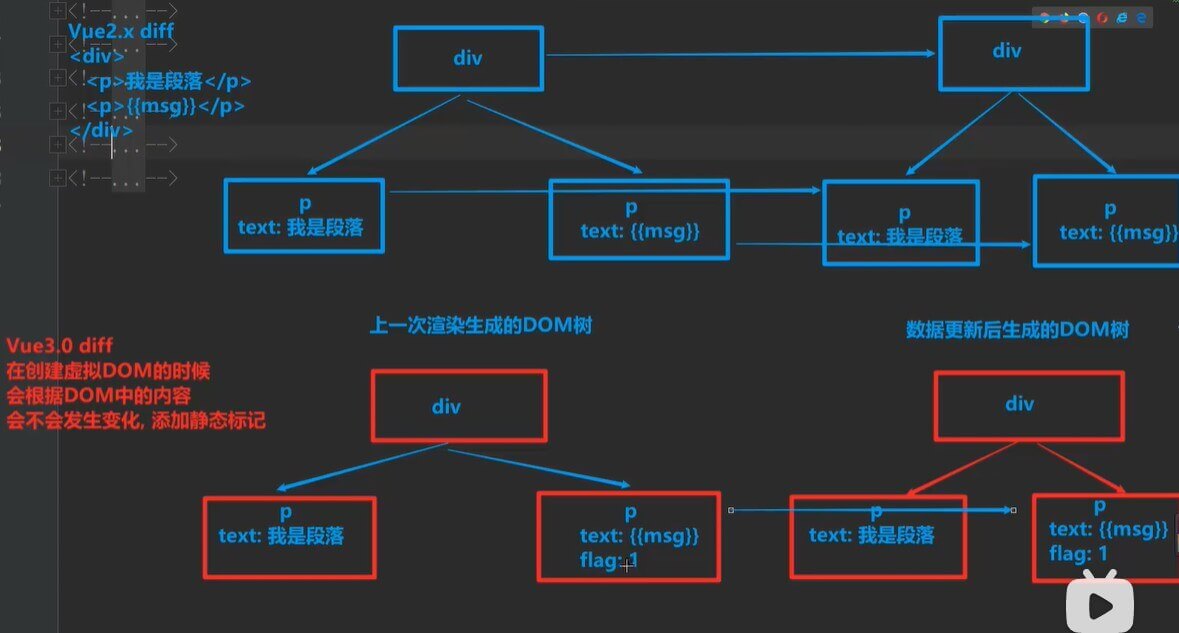 Vue2.x diff
<div>
<p>我是段落</p>
<p>{{msg}}</p>
</div>
div
div
p
text: 我是段落
p
text: {{msg}}
p
text: 我是段落
p
text: {{msg}}
上一次渲染生成的DOM树
数据更新后生成的DOM树
Vue3.0 diff
在创建虚拟DOM的时候
会根据DOM中的内容
会不会发生变化, 添加静态标记
div
div
p
text: 我是段落
p
text: {{msg}}
flag: 1
p
text: 我是段落
p
text: {{msg}}
flag: 1